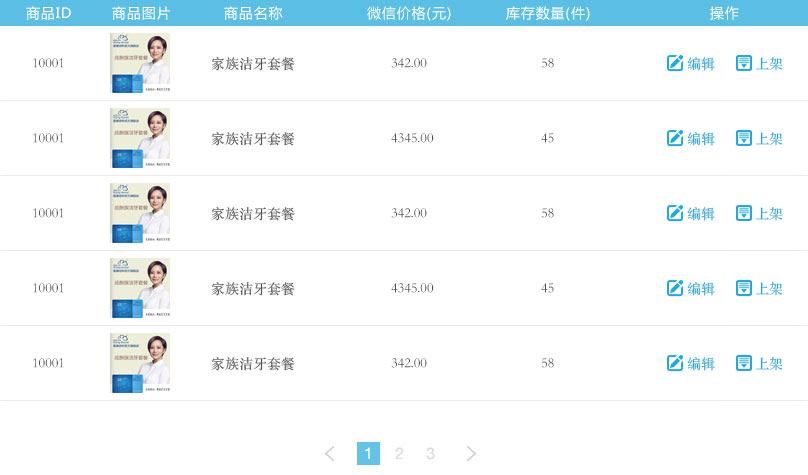 商品ID 商品图片 商品名称 微信价格(元) 库存数量(件) 操作
10001 家族洁牙套餐 342.00 58 编辑 上架
10001 家族洁牙套餐 4345.00 45 编辑 上架
10001 家族洁牙套餐 342.00 58 编辑 上架
10001 家族洁牙套餐 4345.00 45 编辑 上架
10001 家族洁牙套餐 342.00 58 编辑 上架
1 2 3